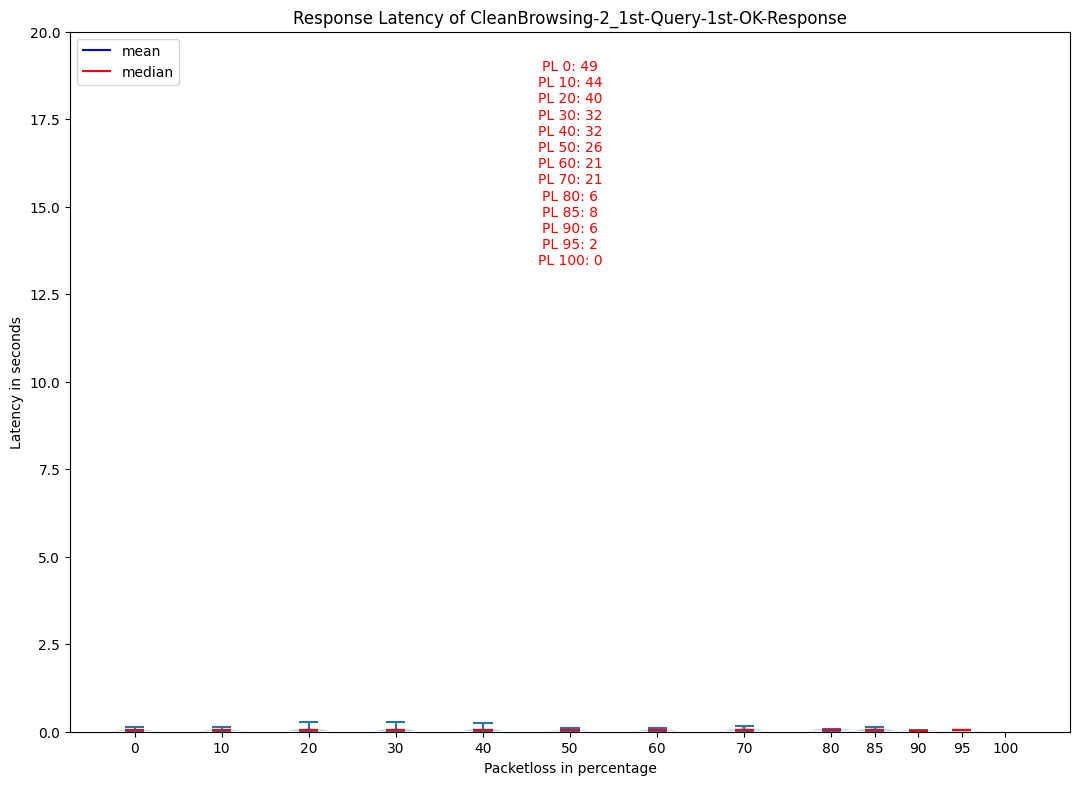 Response Latency of CleanBrowsing-2_1st-Query-1st-OK-Response
mean
median
PL 0: 49
PL 10: 44
PL 20: 40
PL 30: 32
PL 40: 32
PL 50: 26
PL 60: 21
PL 70: 21
PL 80: 6
PL 85: 8
PL 90: 6
PL 95: 2
PL 100: 0
Latency in seconds
20.0
17.5
15.0
12.5
10.0
7.5
5.0
2.5
0.0
0 10 20 30 40 50 60 70 80 85 90 95 100
Packetloss in percentage